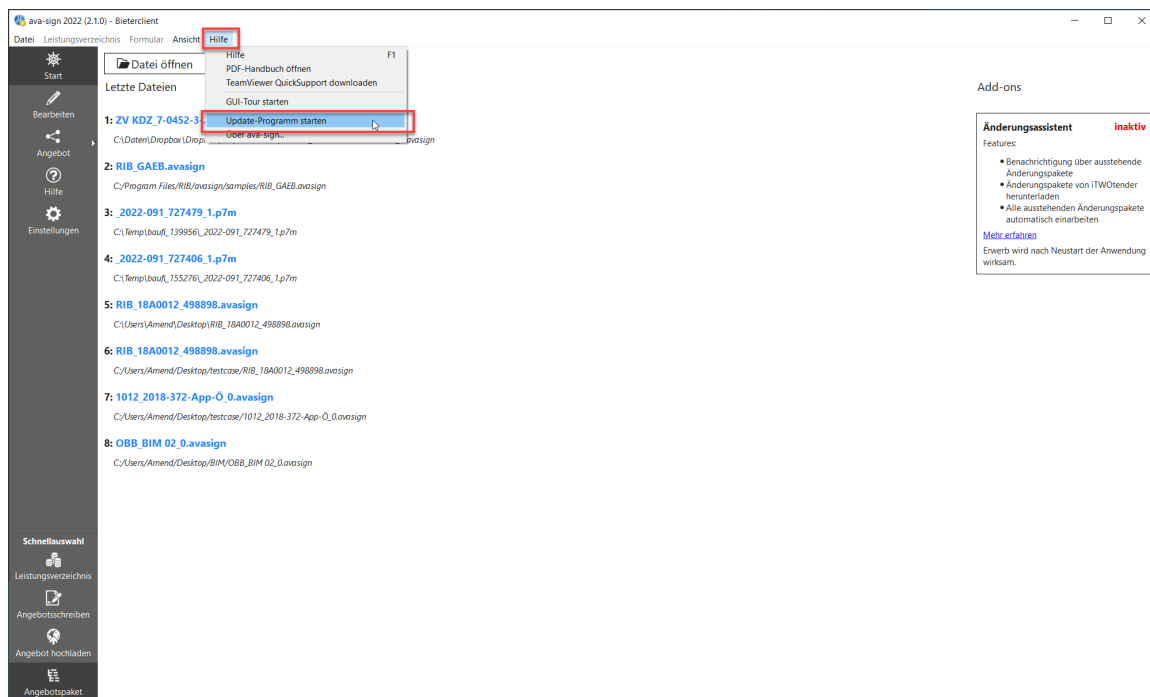 ava-sign 2022 (2.1.0) - Bieterclient
Datei Leistungsverzeichnis Formular Ansicht Hilfe
Start
Bearbeiten
Angebot
Hilfe
Einstellungen
Schnellauswahl
Leistungsverzeichnis
Angebotsschreiben
Angebot hochladen
Angebotspaket
Datei öffnen
Hilfe F1
PDF-Handbuch öffnen
TeamViewer QuickSupport downloaden
GUI-Tour starten
Update-Programm starten
Über ava-sign...
Letzte Dateien
1: ZV KDZ_7-0452-3-
C:\Daten\Dropbox\Drop avasign
2: RIB_GAEB.avasign
C:/Program Files/RIB/avasign/samples/RIB_GAEB.avasign
3: _2022-091_727479_1.p7m
C:\Temp\baufi_139956\_2022-091_727479_1.p7m
4: _2022-091_727406_1.p7m
C:\Temp\baufi_155276\_2022-091_727406_1.p7m
5: RIB_18A0012_498898.avasign
C:\Users\Amend\Desktop\RIB_18A0012_498898.avasign
6: RIB_18A0012_498898.avasign
C:/Users/Amend/Desktop/testcase/RIB_18A0012_498898.avasign
7: 1012_2018-372-App-Ö_0.avasign
C:/Users/Amend/Desktop/testcase/1012_2018-372-App-Ö_0.avasign
8: OBB_BIM 02_0.avasign
C:/Users/Amend/Desktop/BIM/OBB_BIM 02_0.avasign
Add-ons
Änderungsassistent inaktiv
Features:
• Benachrichtigung über ausstehende
Änderungspakete
• Änderungspakete von iTWOtender
herunterladen
• Alle ausstehenden Änderungspakete
automatisch einarbeiten
Mehr erfahren
Erwerb wird nach Neustart der Anwendung
wirksam.